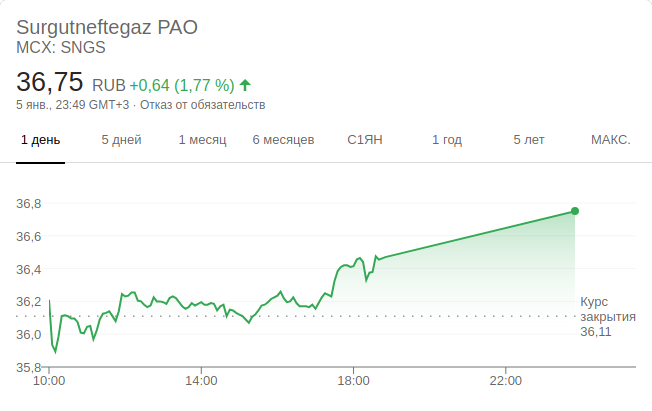 Surgutneftegaz PAO
MCX: SNGS
36,75 RUB +0,64 (1,77 %)
5 янв., 23:49 GMT+3 · Отказ от обязательств
1 день 5 дней 1 месяц 6 месяцев С1ЯН 1 год 5 лет МАКС.
36,8
36,6
36,4
36,2
36,0
35,8
Курс
закрытия
36,11
10:00 14:00 18:00 22:00